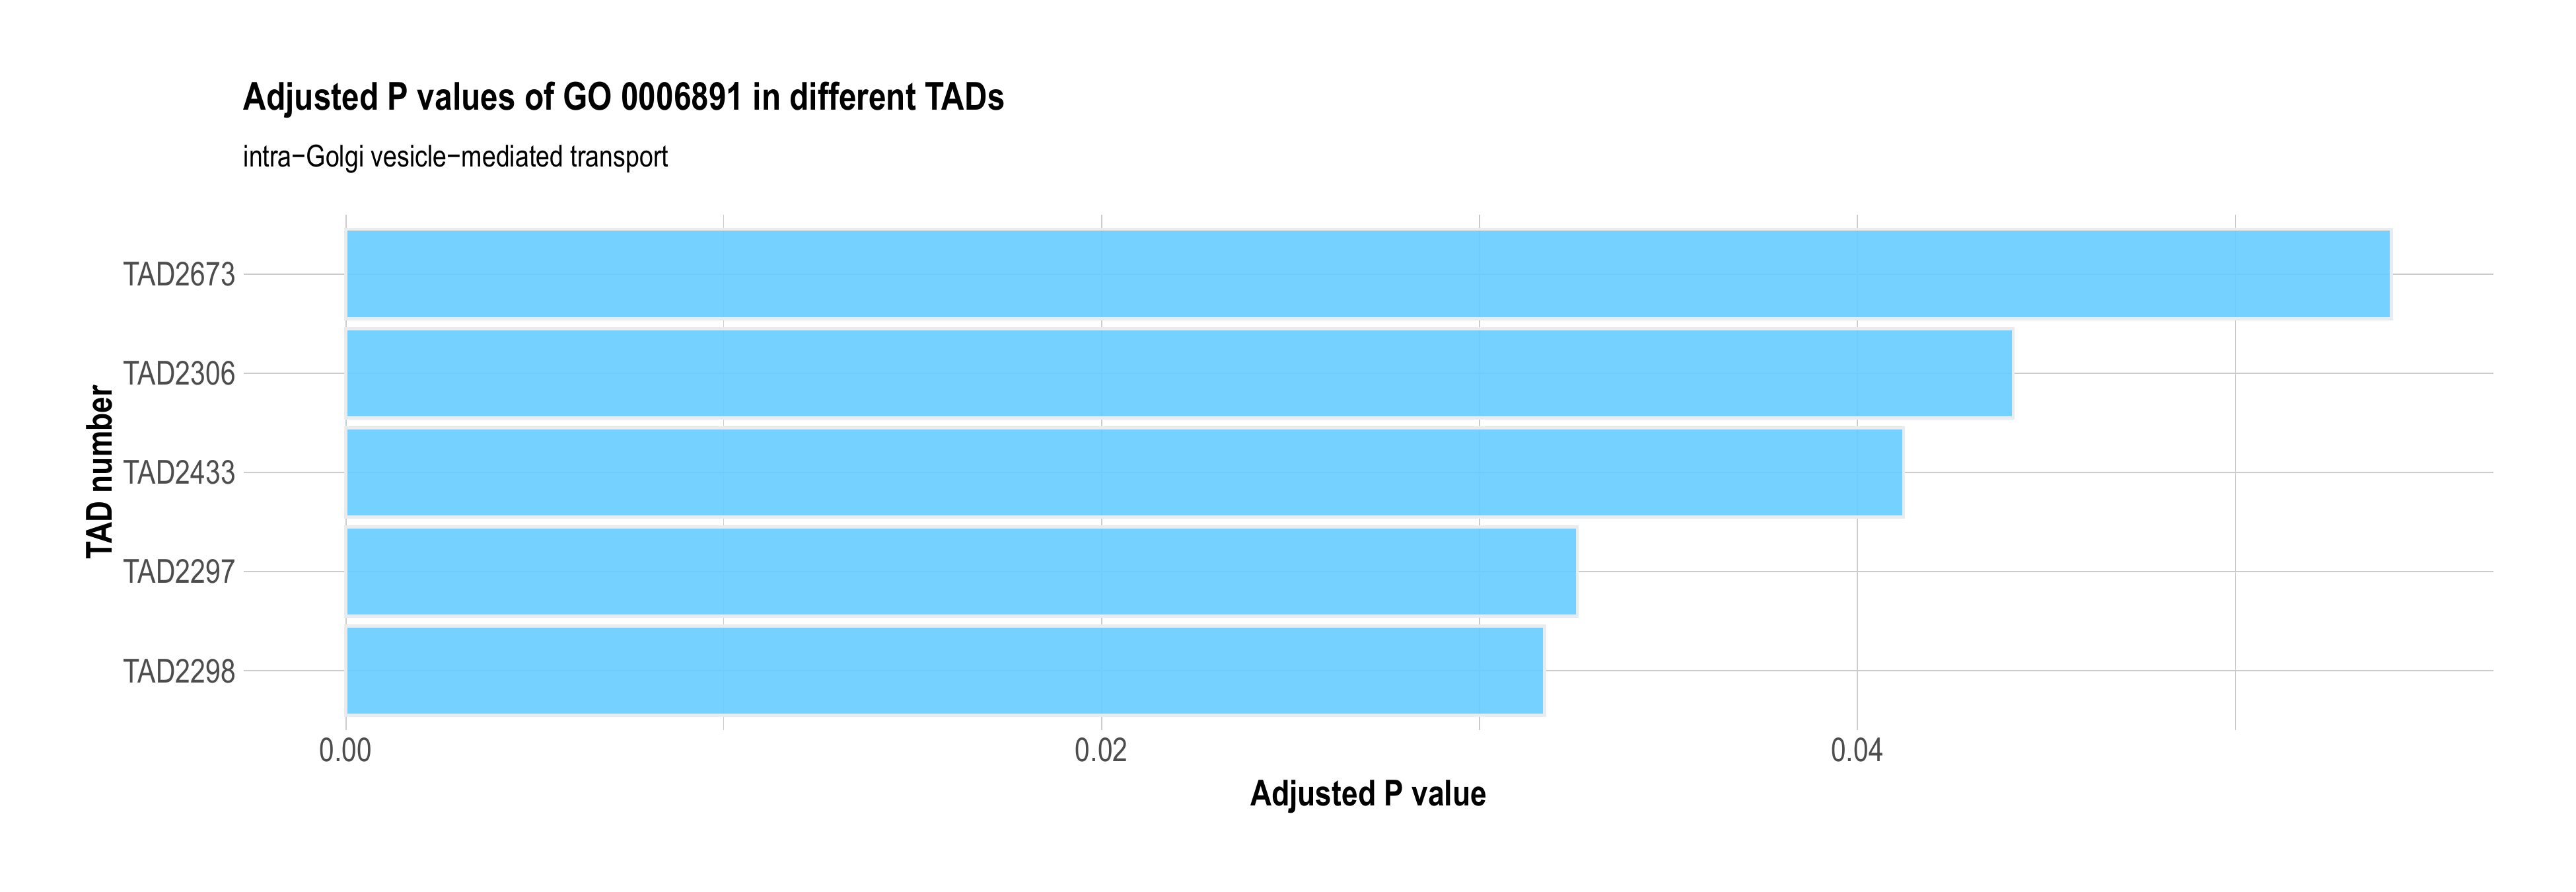 Adjusted P values of GO 0006891 in different TADs
intra−Golgi vesicle−mediated transport
TAD number
TAD2673
TAD2306
TAD2433
TAD2297
TAD2298
0.00 0.02 0.04
Adjusted P value